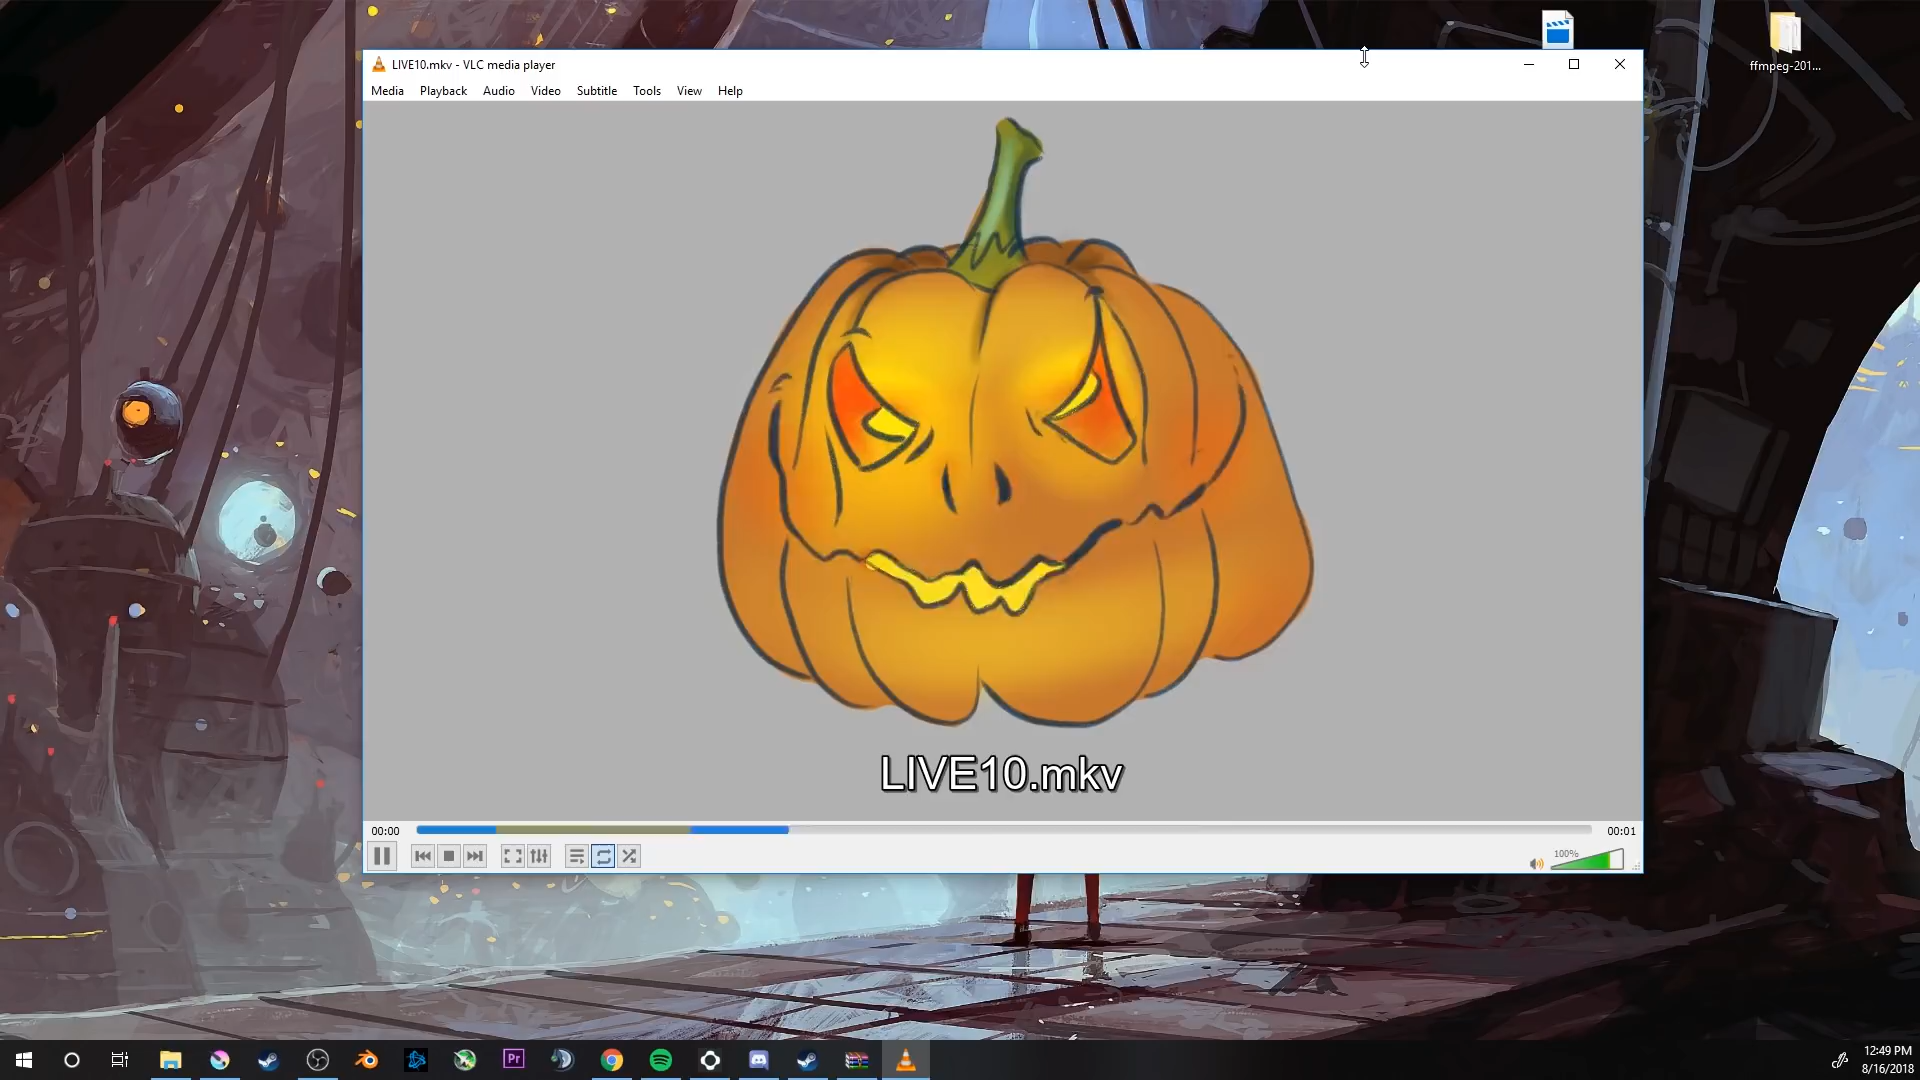 ffmpeg-201...
LIVE10.mkv - VLC media player
Media Playback Audio Video Subtitle Tools View Help
LIVE10.mkv
00:00
00:01
100%
Pr
12:49 PM
8/16/2018